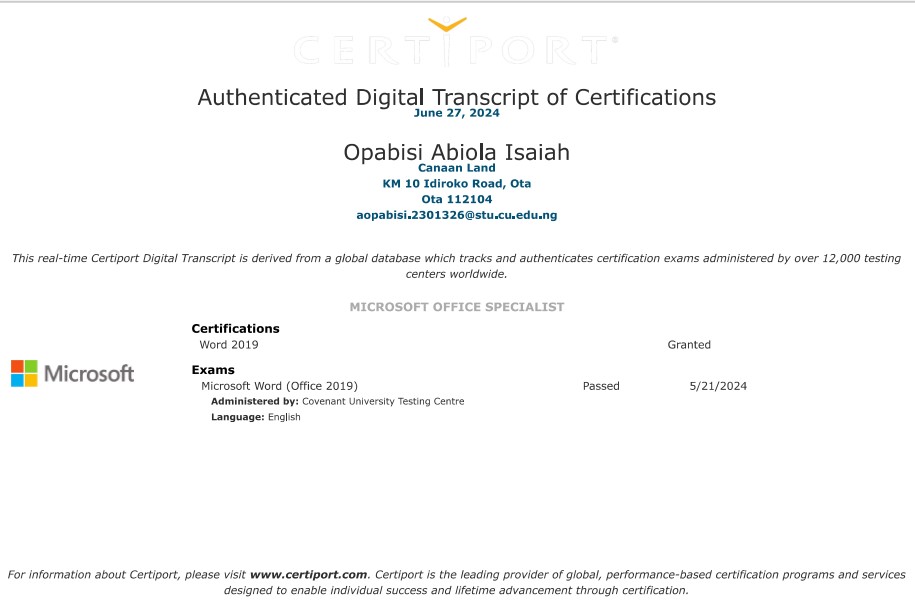 CERTIPORT®
Authenticated Digital Transcript of Certifications
June 27, 2024
Opabisi Abiola Isaiah
Canaan Land
KM 10 Idiroko Road, Ota
Ota 112104
aopabisi.2301326@stu.cu.edu.ng
This real-time Certiport Digital Transcript is derived from a global database which tracks and authenticates certification exams administered by over 12,000 testing
centers worldwide.
MICROSOFT OFFICE SPECIALIST
Certifications
Word 2019 Granted
Microsoft
Exams
Microsoft Word (Office 2019) Passed 5/21/2024
Administered by: Covenant University Testing Centre
Language: English
For information about Certiport, please visit www.certiport.com. Certiport is the leading provider of global, performance-based certification programs and services
designed to enable individual success and lifetime advancement through certification.